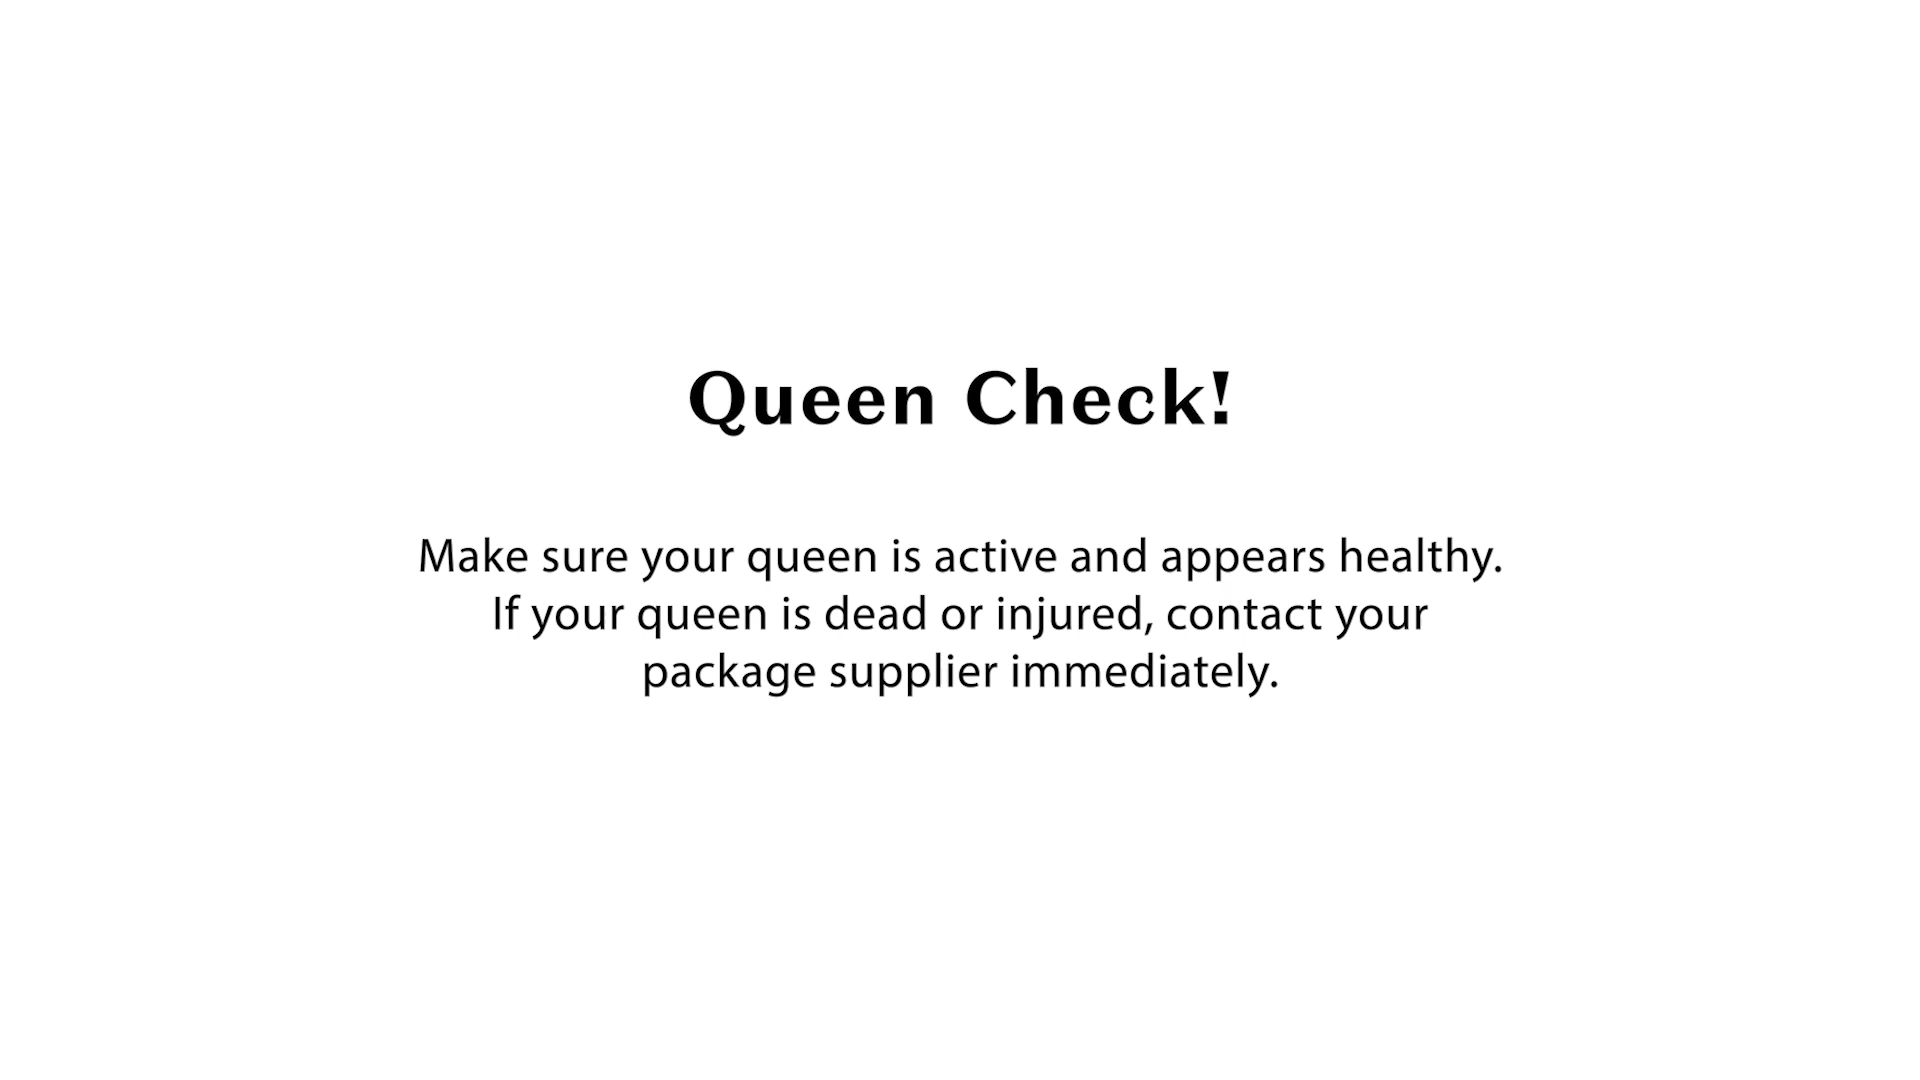 Queen Check!
Make sure your queen is active and appears healthy.
If your queen is dead or injured, contact your
package supplier immediately.